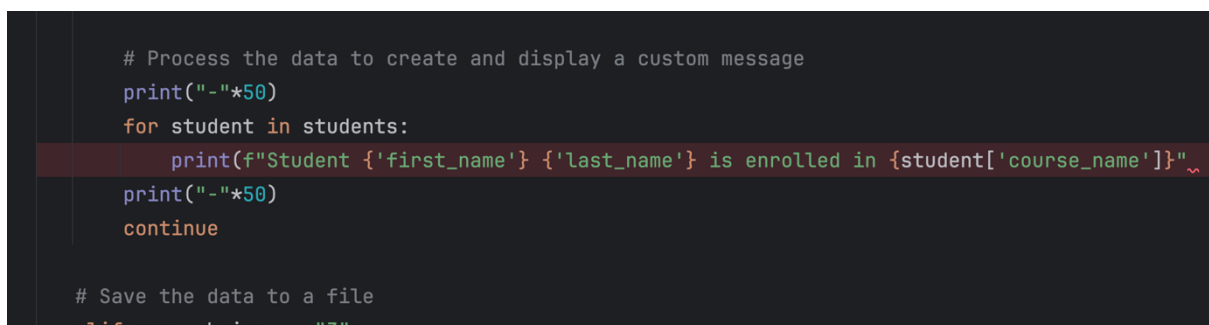 # Process the data to create and display a custom message
print("-"*50)
for student in students:
print(f"Student {'first_name'} {'last_name'} is enrolled in {student['course_name']}"
print("-"*50)
continue
# Save the data to a file